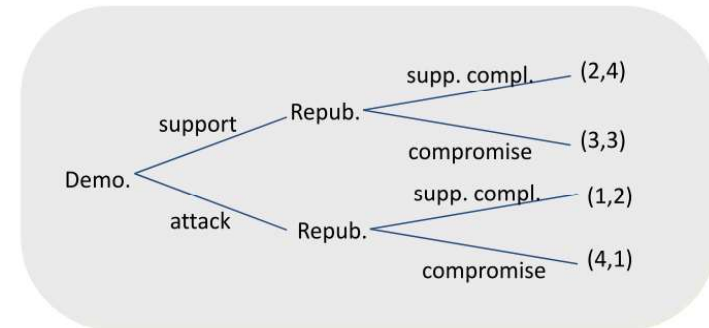 supp. compl.
(2,4)
Repub.
support
compromise
(3,3)
Demo.
supp. compl.
(1,2)
attack
Repub.
compromise
(4,1)